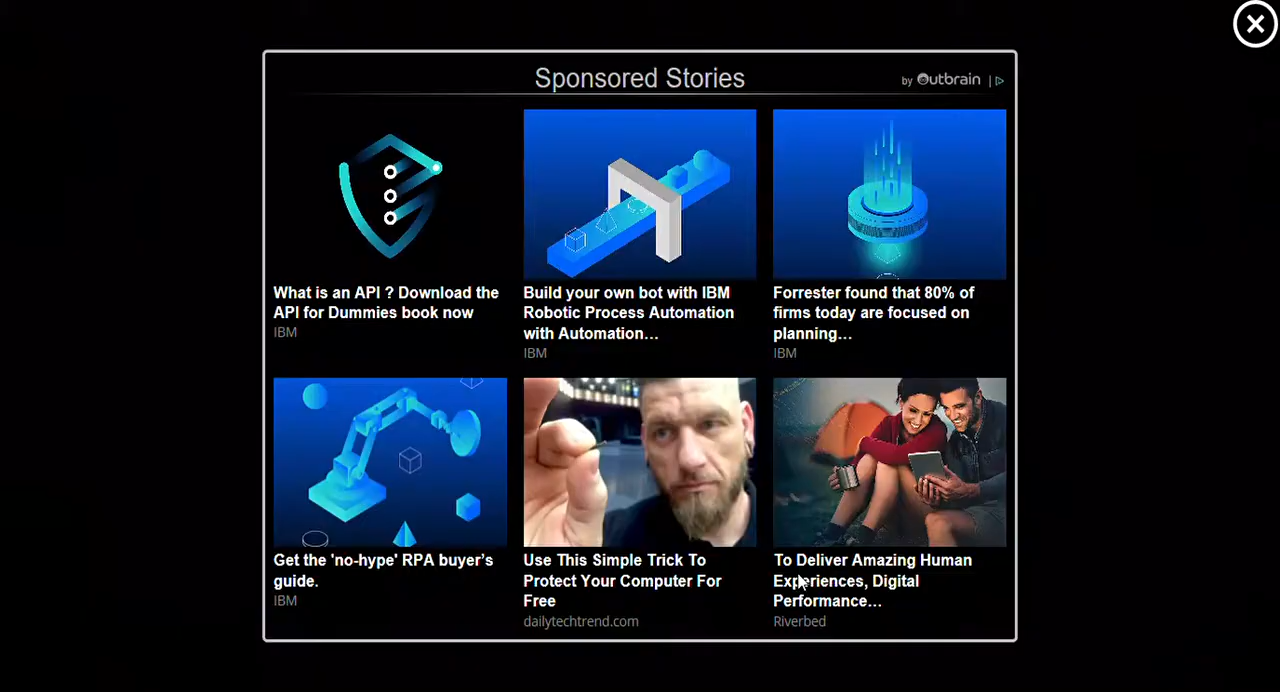 Sponsored Stories
by Outbrain
What is an API ? Download the
API for Dummies book now
IBM
Build your own bot with IBM
Robotic Process Automation
with Automation…
IBM
Forrester found that 80% of
firms today are focused on
planning…
IBM
Get the 'no-hype' RPA buyer’s
guide.
IBM
Use This Simple Trick To
Protect Your Computer For
Free
dailytechtrend.com
To Deliver Amazing Human
Experiences, Digital
Performance…
Riverbed